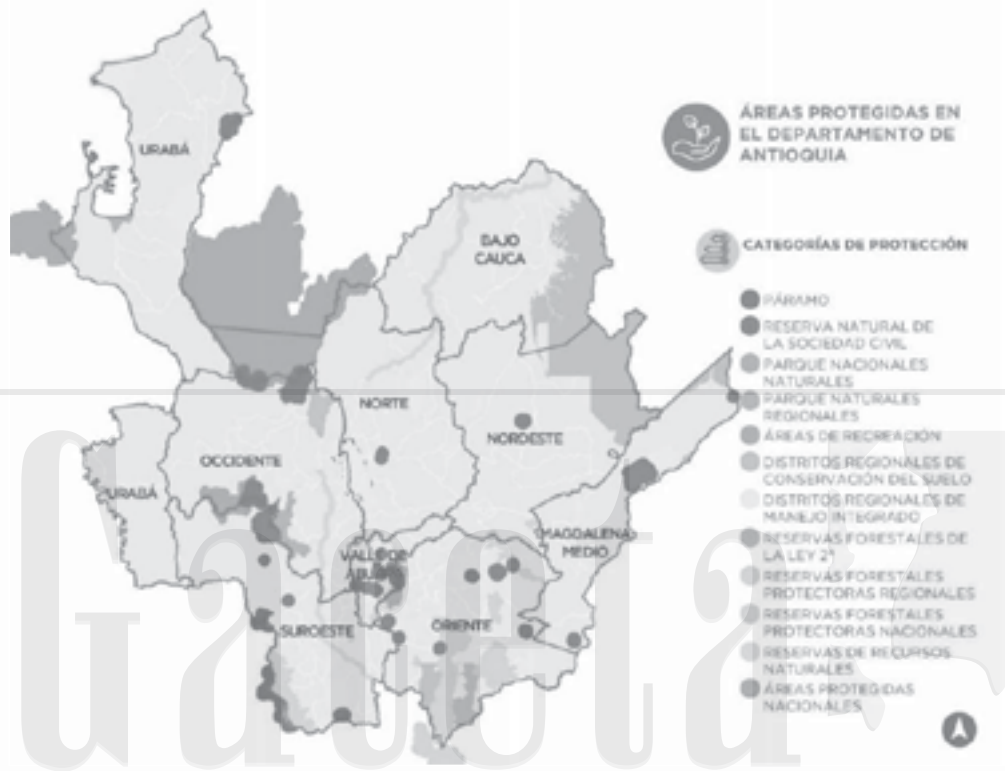 ÁREAS PROTEGIDAS EN
EL DEPARTAMENTO DE
ANTIOQUIA
CATEGORÍAS DE PROTECCIÓN
PÁRAMO
RESERVA NATURAL DE
LA SOCIEDAD CIVIL
PARQUE NACIONALES
NATURALES
PARQUE NATURALES
REGIONALES
ÁREAS DE RECREACIÓN
DISTRITOS REGIONALES DE
CONSERVACIÓN DEL SUELO
DISTRITOS REGIONALES DE
MANEJO INTEGRADO
RESERVAS FORESTALES DE
LA LEY 2ª
RESERVAS FORESTALES
PROTECTORAS REGIONALES
RESERVAS FORESTALES
PROTECTORAS NACIONALES
RESERVAS DE RECURSOS
NATURALES
ÁREAS PROTEGIDAS
NACIONALES
URABÁ
BAJO
CAUCA
NORTE
NORDESTE
OCCIDENTE
URABÁ
MAGDALENA
MEDIO
VALLE DE
ABURRÁ
SUROESTE
ORIENTE
Gaceta